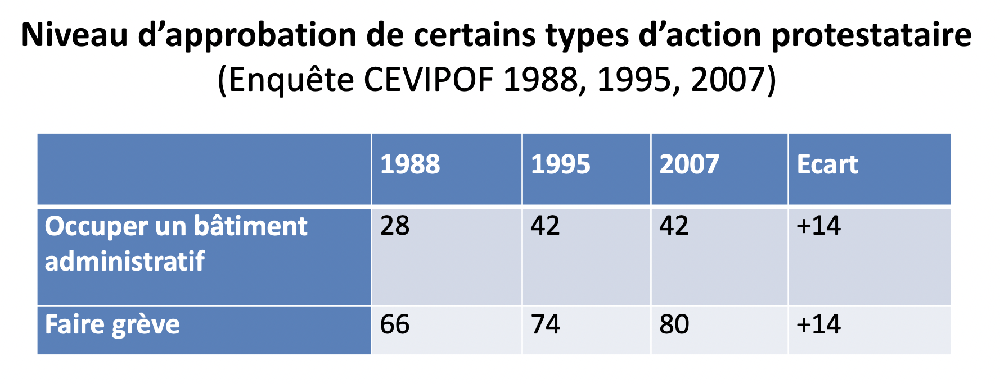 Niveau d’approbation de certains types d’action protestataire
(Enquête CEVIPOF 1988, 1995, 2007)
1988 1995 2007 Ecart
Occuper un bâtiment 28 42 42 +14
administratif
Faire grève 66 74 80 +14